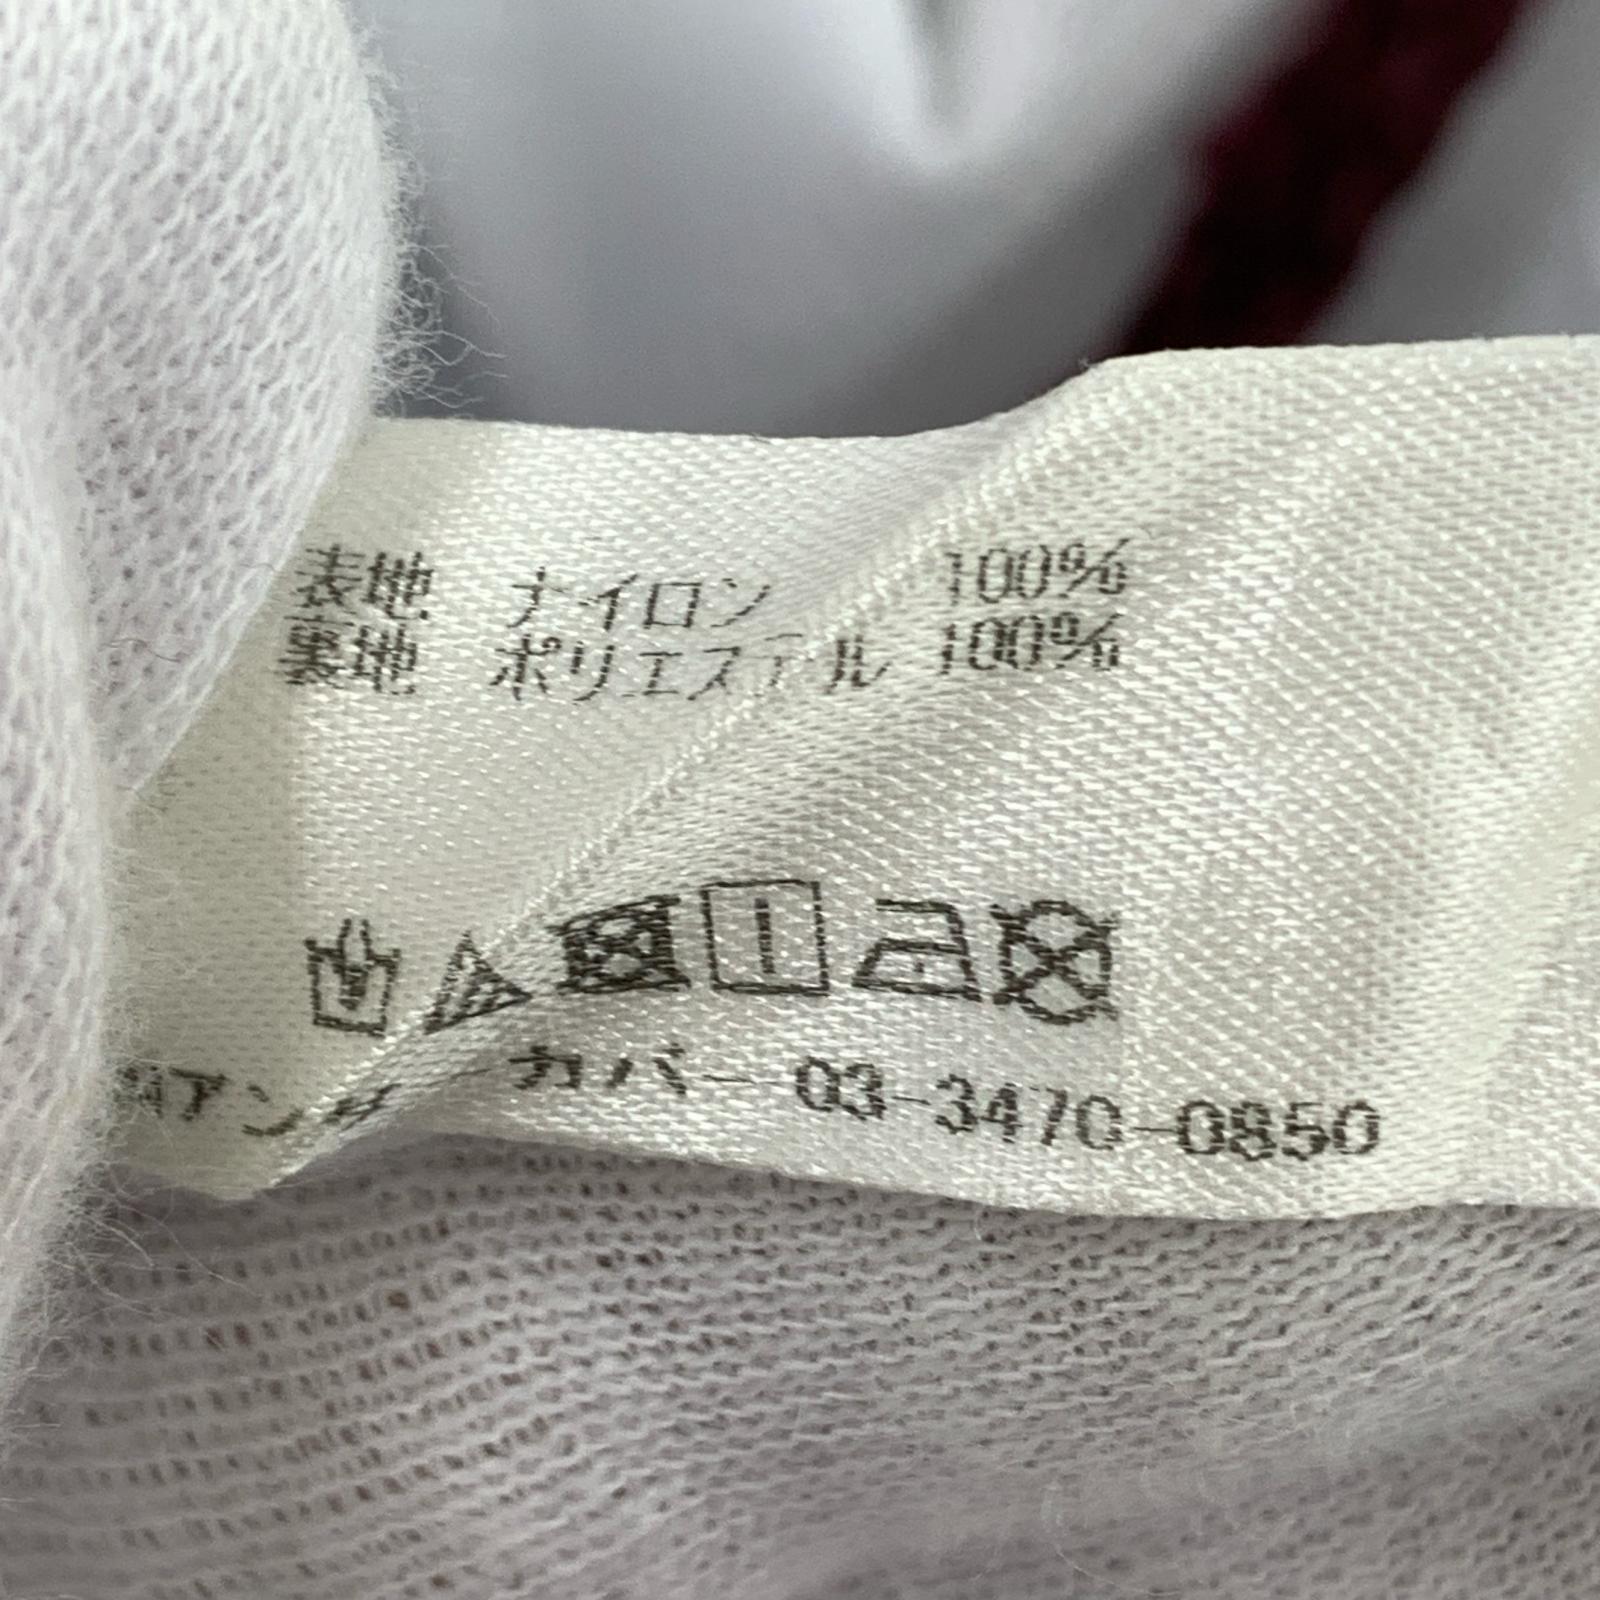 表地 ナイロン 100%
裏地 ポリエステル 100%
アンダーカバー 03-3470-0850